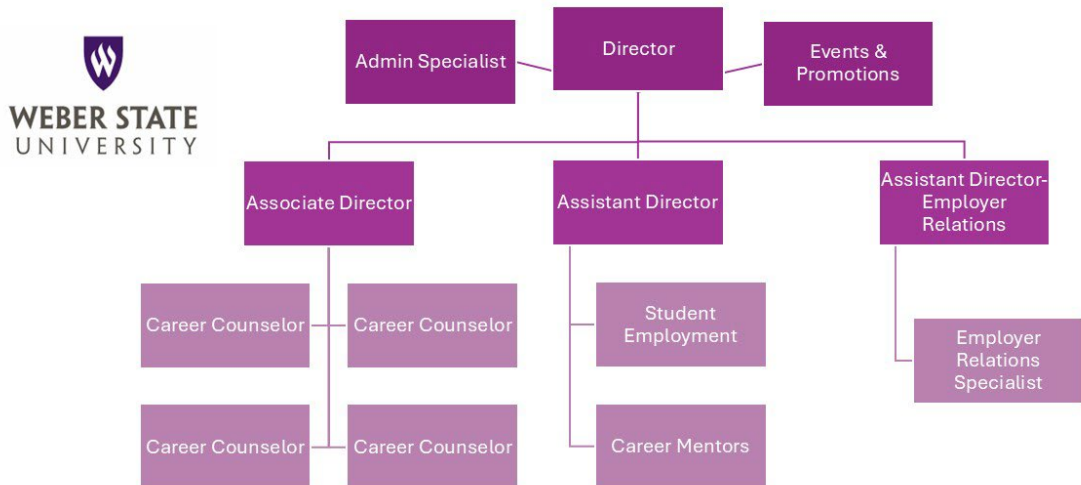 WEBER STATE
UNIVERSITY
Admin Specialist
Director
Events &
Promotions
Associate Director
Assistant Director
Assistant Director-
Employer
Relations
Career Counselor
Career Counselor
Student
Employment
Employer
Relations
Specialist
Career Counselor
Career Counselor
Career Mentors